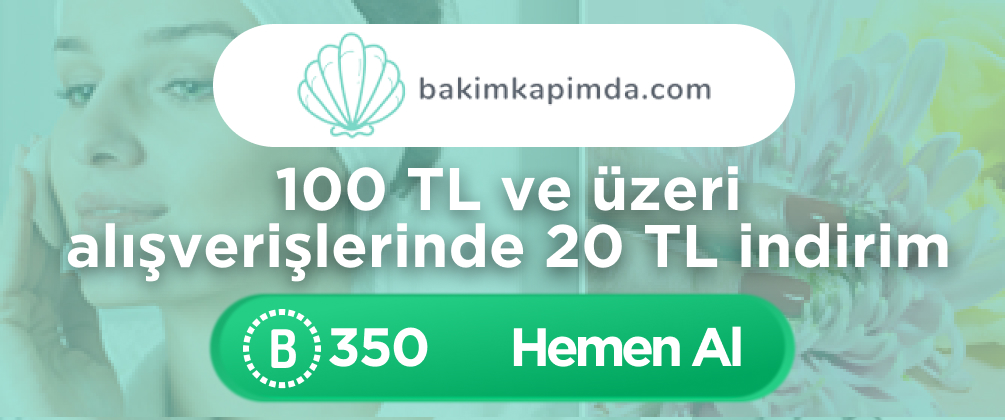 bakimkapimda.com
100 TL ve üzeri
alışverişlerinde 20 TL indirim
B 350 Hemen Al